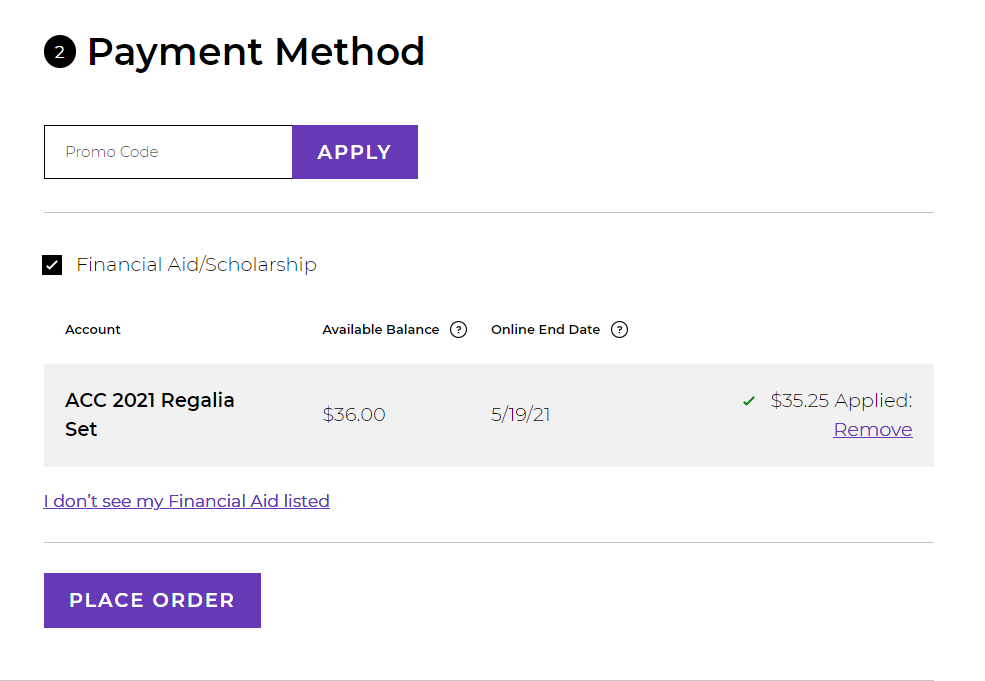 2 Payment Method
Promo Code APPLY
Financial Aid/Scholarship
Account Available Balance ? Online End Date ?
ACC 2021 Regalia
Set
$36.00
5/19/21
$35.25 Applied:
Remove
I don’t see my Financial Aid listed
PLACE ORDER